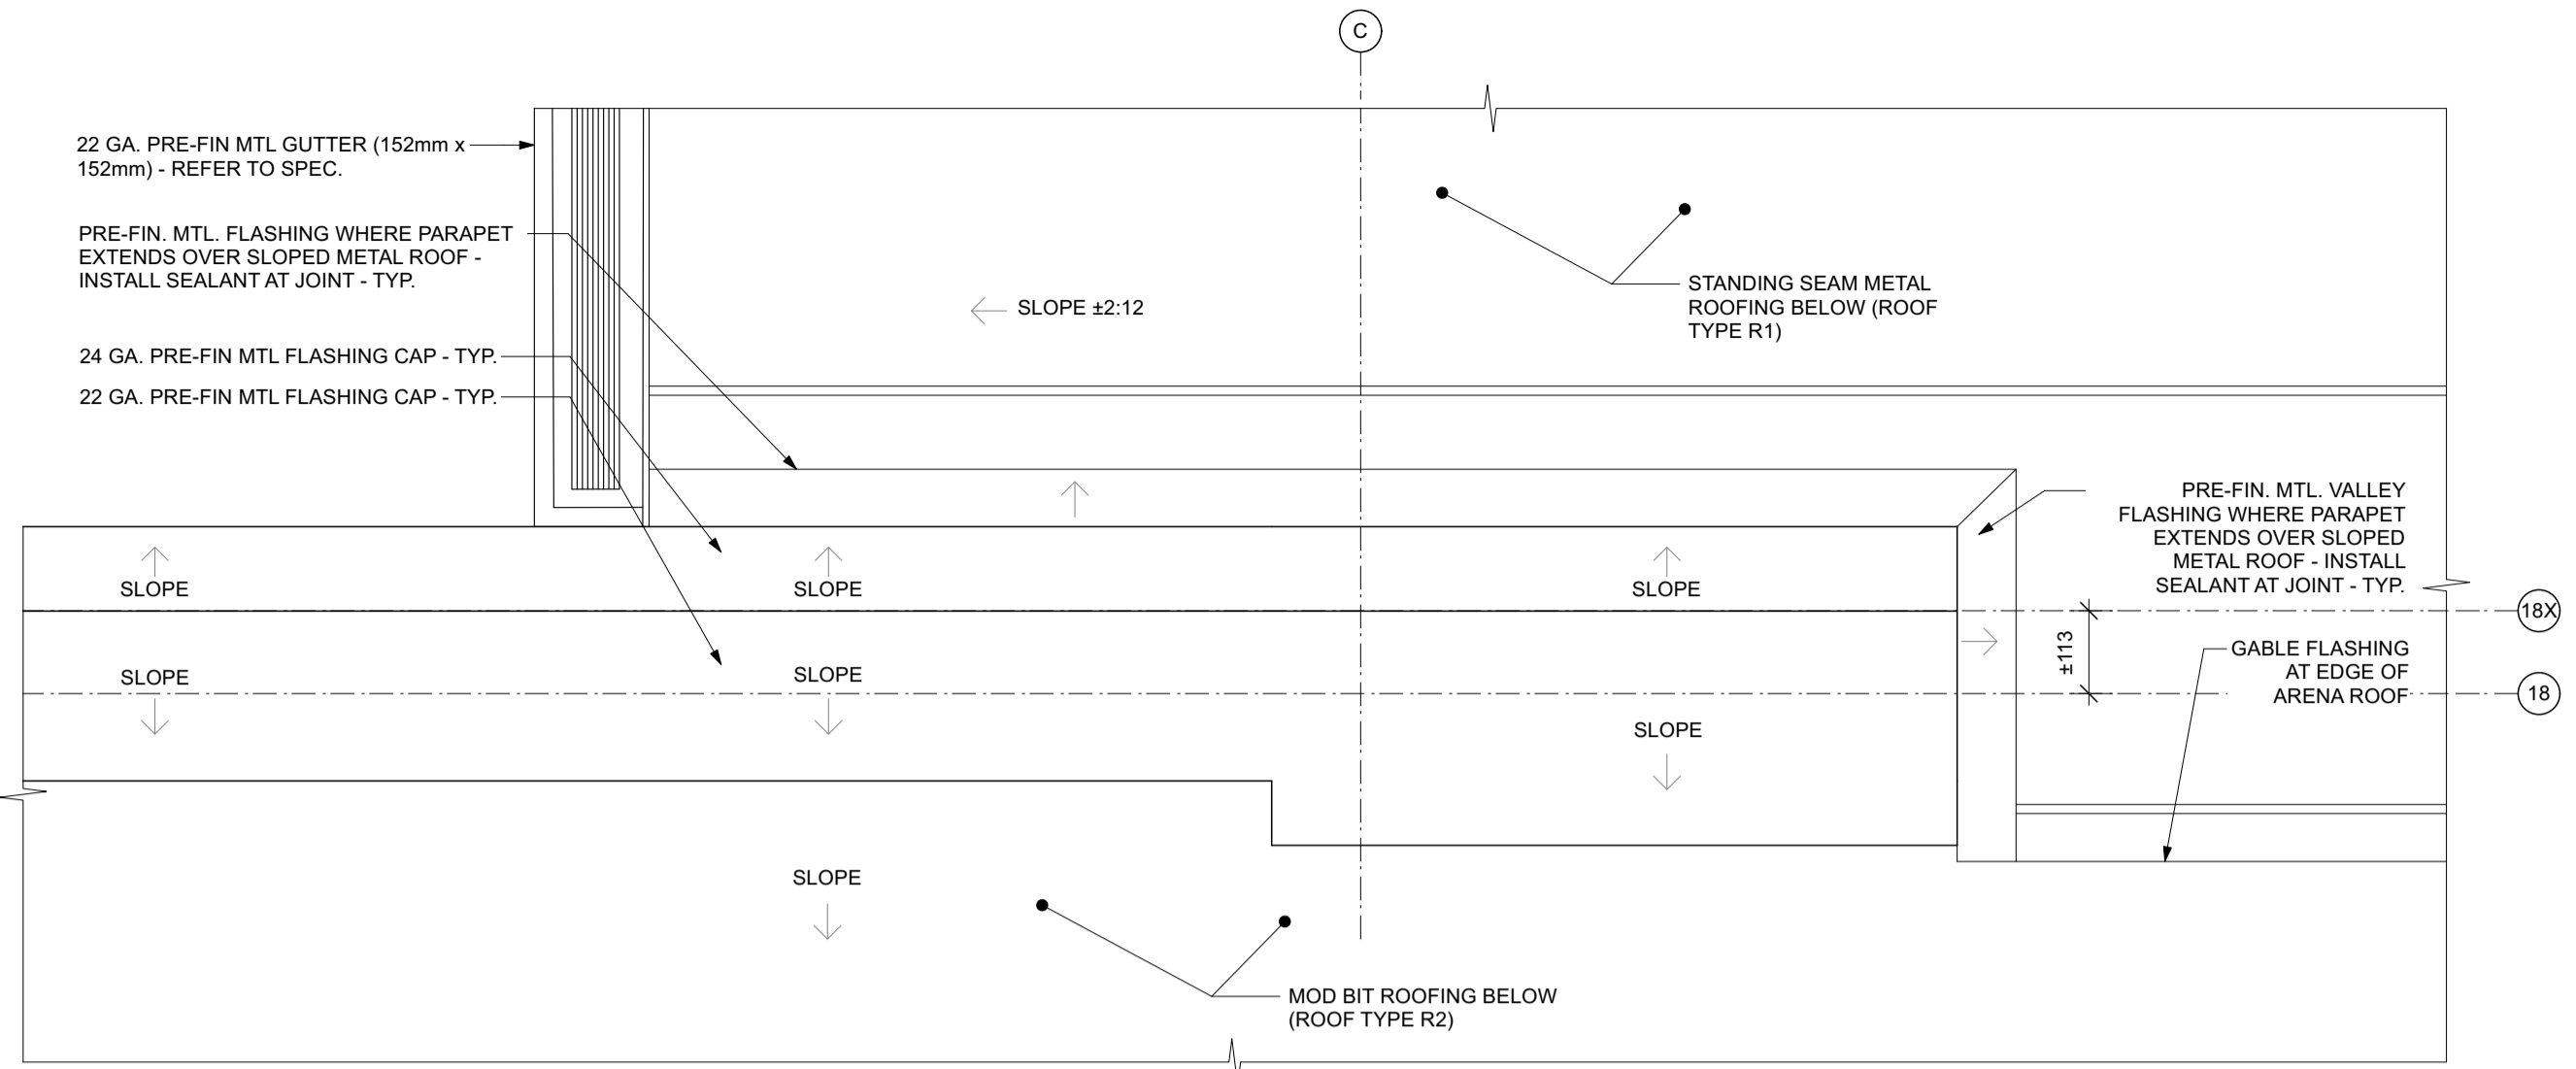 C
22 GA. PRE-FIN MTL GUTTER (152mm x
152mm) - REFER TO SPEC.
PRE-FIN. MTL. FLASHING WHERE PARAPET
EXTENDS OVER SLOPED METAL ROOF -
INSTALL SEALANT AT JOINT - TYP.
SLOPE ±2:12
STANDING SEAM METAL
ROOFING BELOW (ROOF
TYPE R1)
24 GA. PRE-FIN MTL FLASHING CAP - TYP.
22 GA. PRE-FIN MTL FLASHING CAP - TYP.
PRE-FIN. MTL. VALLEY
FLASHING WHERE PARAPET
EXTENDS OVER SLOPED
METAL ROOF - INSTALL
SEALANT AT JOINT - TYP.
SLOPE
SLOPE
SLOPE
18X
±113
GABLE FLASHING
AT EDGE OF
ARENA ROOF
18
SLOPE
SLOPE
SLOPE
SLOPE
MOD BIT ROOFING BELOW
(ROOF TYPE R2)